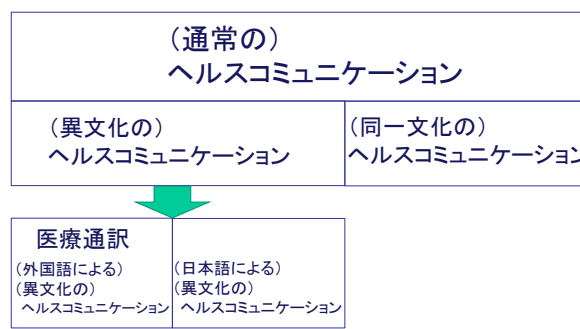 （通常の）
ヘルスコミュニケーション
（異文化の）
ヘルスコミュニケーション
（同一文化の）
ヘルスコミュニケーション
医療通訳
（外国語による）
（異文化の）
ヘルスコミュニケーション
（日本語による）
（異文化の）
ヘルスコミュニケーション